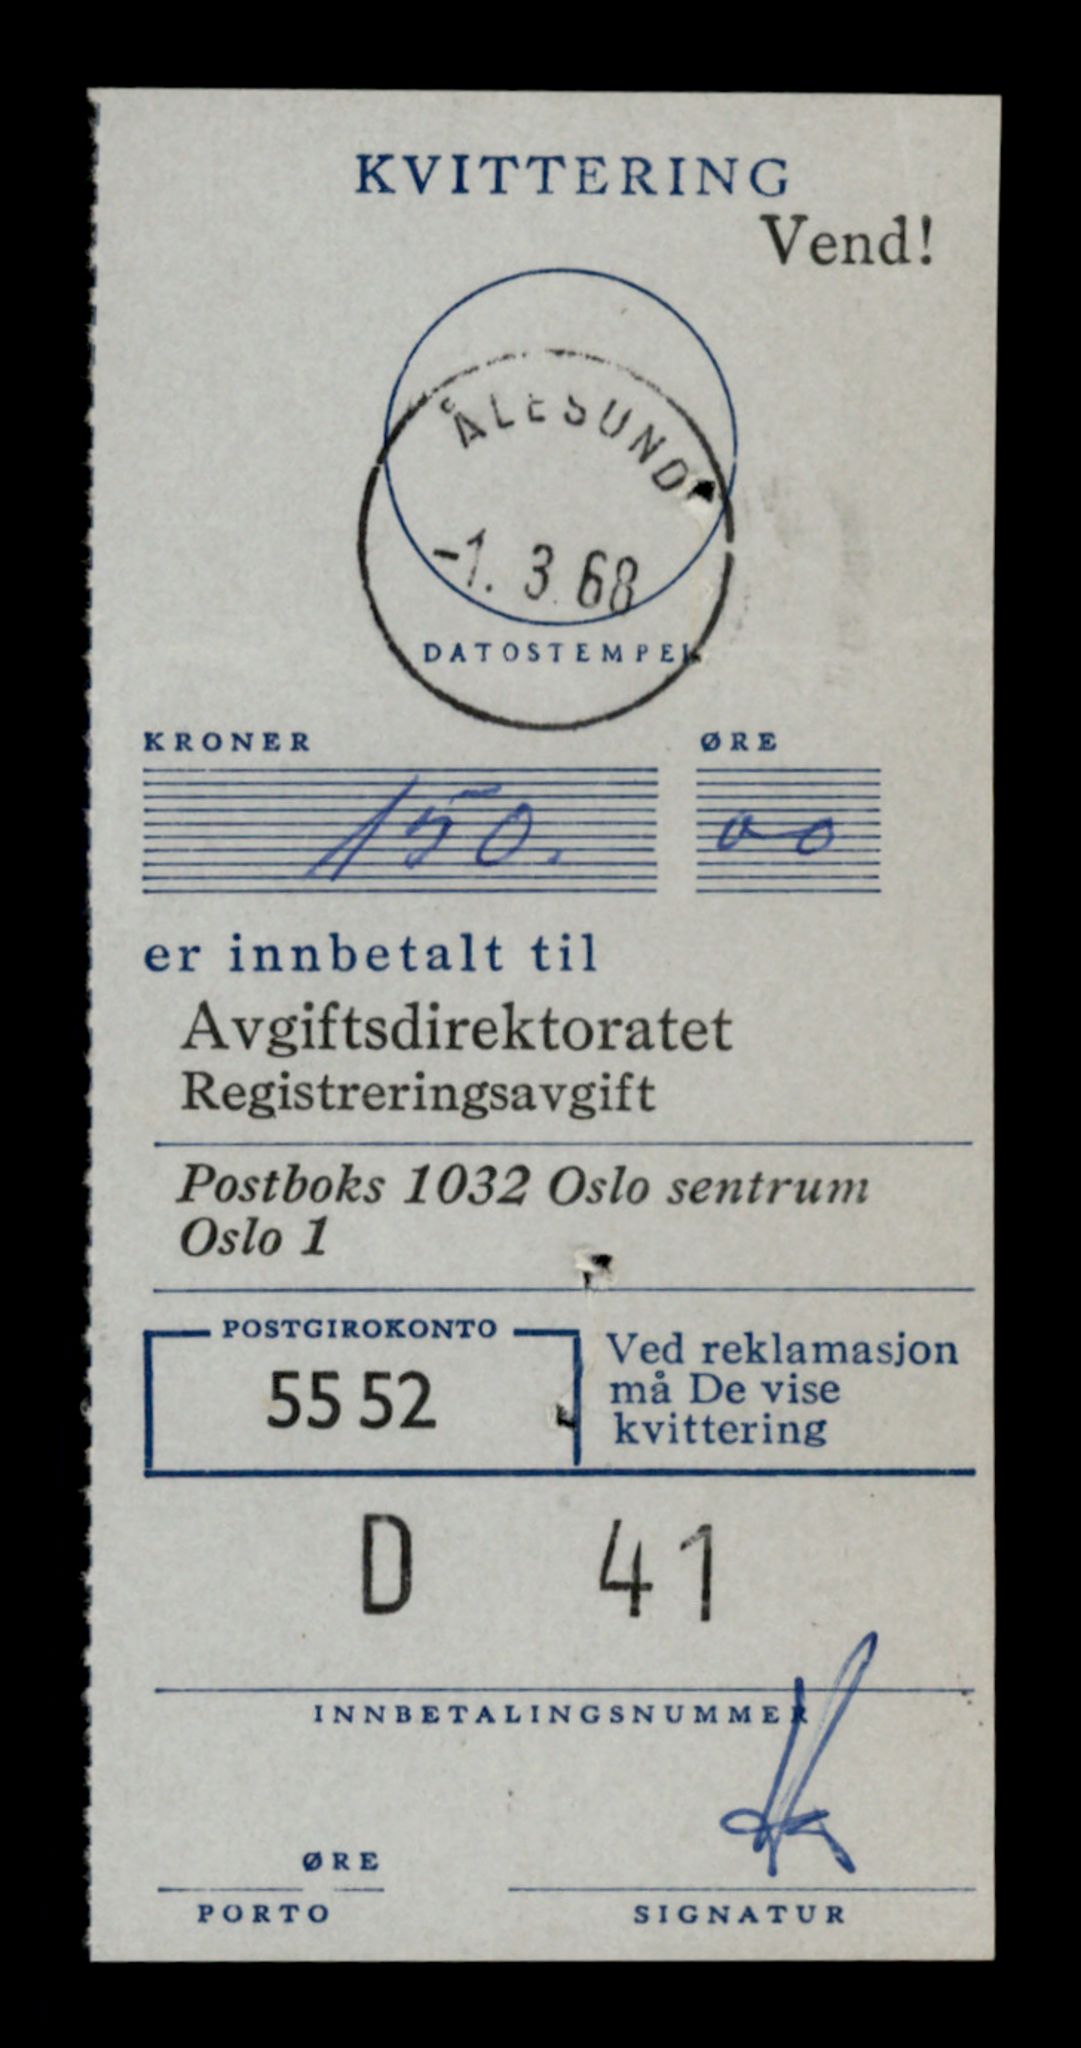 KVITTERING
Vend!
ÅLESUND
-1. 3 68
DATOSTEMPEL
KRONER ØRE
150. 00
er innbetalt til
Avgiftsdirektoratet
Registreringsavgift
Postboks 1032 Oslo sentrum
Oslo 1
POSTGIROKONTO
55 52
Ved reklamasjon
må De vise
kvittering
D 41
INNBETALINGSNUMMER
ØRE
PORTO
SIGNATUR